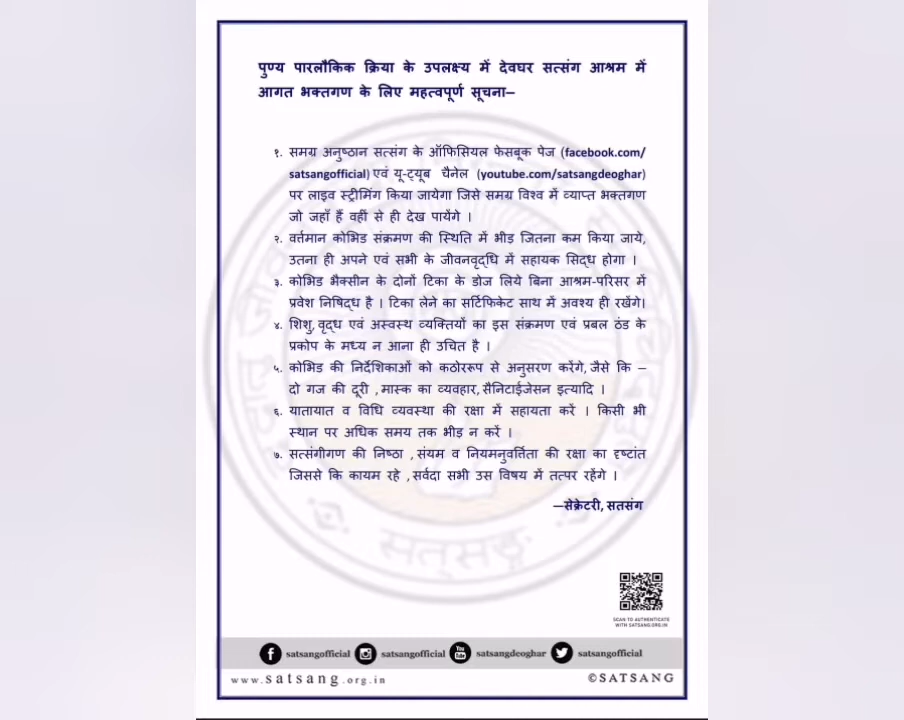 पुण्य पारलौकिक क्रिया के उपलक्ष्य में देवघर सत्संग आश्रम में
आगत भक्तगण के लिए महत्वपूर्ण सूचना–
१. समग्र अनुष्ठान सत्संग के ऑफिसियल फेसबूक पेज (facebook.com/
satsangofficial) एवं यू-ट्यूब चैनेल (youtube.com/satsangdeoghar)
पर लाइव स्ट्रीमिंग किया जायेगा जिसे समग्र विश्व में व्याप्त भक्तगण
जो जहाँ हैं वहीं से ही देख पायेंगे ।
२. वर्त्तमान कोभिड संक्रमण की स्थिति में भीड़ जितना कम किया जाये,
उतना ही अपने एवं सभी के जीवनवृद्धि में सहायक सिद्ध होगा ।
३. कोभिड भैक्सीन के दोनों टिका के डोज लिये बिना आश्रम-परिसर में
प्रवेश निषिद्ध है । टिका लेने का सर्टिफिकेट साथ में अवश्य ही रखेंगे।
४. शिशु, वृद्ध एवं अस्वस्थ व्यक्तियों का इस संक्रमण एवं प्रबल ठंड के
प्रकोप के मध्य न आना ही उचित है ।
५. कोभिड की निर्देशिकाओं को कठोररूप से अनुसरण करेंगे, जैसे कि –
दो गज की दूरी ,मास्क का व्यवहार, सैनिटाईजेसन इत्यादि ।
६. यातायात व विधि व्यवस्था की रक्षा में सहायता करें । किसी भी
स्थान पर अधिक समय तक भीड़ न करें ।
७. सत्संगीगण की निष्ठा , संयम व नियमनुवर्त्तिता की रक्षा का दृष्टांत
जिससे कि कायम रहे ,सर्वदा सभी उस विषय में तत्पर रहेंगे ।
–सेक्रेटरी, सतसंग
सतसङ्ग
SCAN TO AUTHENTICATE
WITH SATSANG.ORG.IN
satsangofficial satsangofficial You Tube satsangdeoghar satsangofficial
www.satsang.org.in ©SATSANG